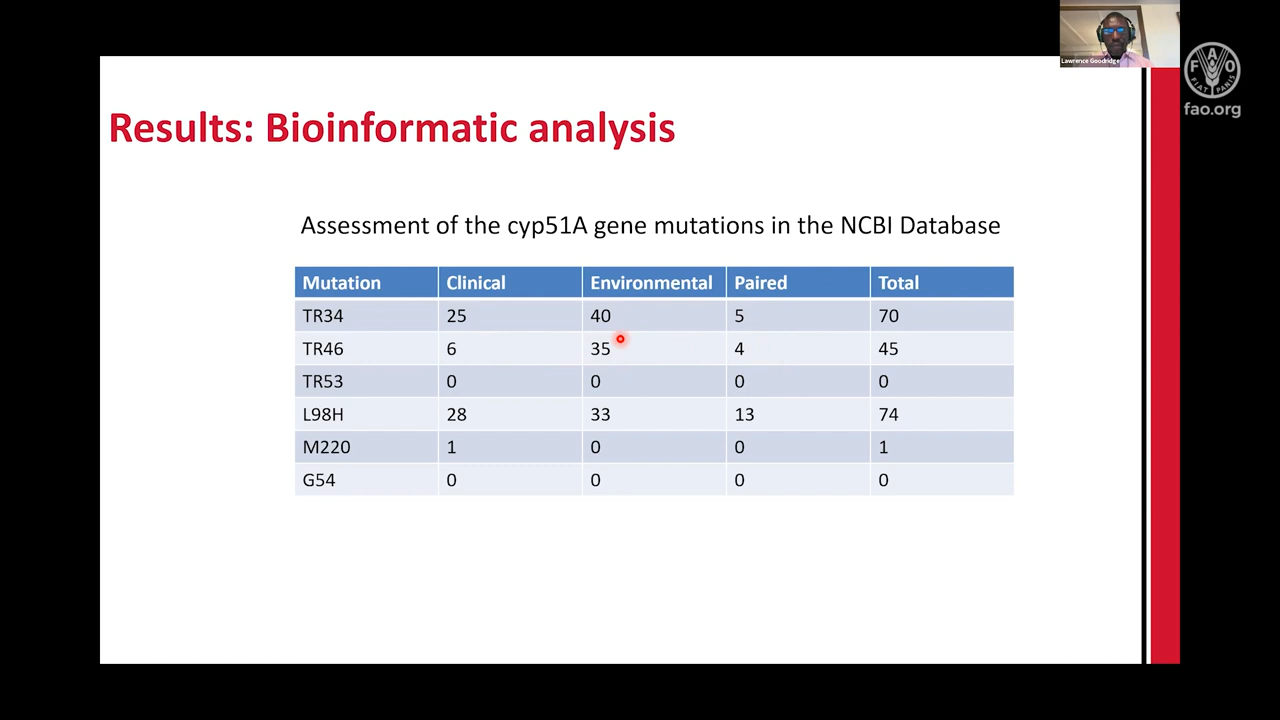 Lawrence Goodridge
F A O
FIAT PANIS
fao.org
Results: Bioinformatic analysis
Assessment of the cyp51A gene mutations in the NCBI Database
Mutation Clinical Environmental Paired Total
TR34 25 40 5 70
TR46 6 35 4 45
TR53 0 0 0 0
L98H 28 33 13 74
M220 1 0 0 1
G54 0 0 0 0